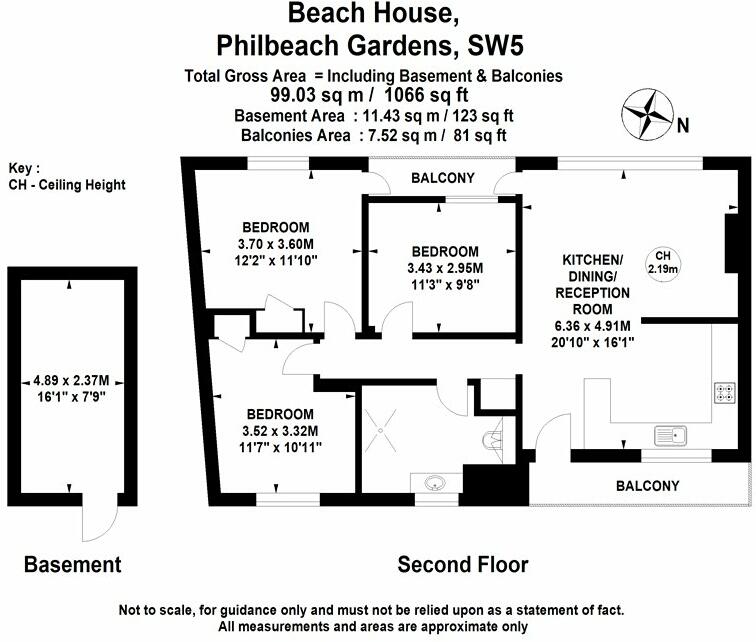 Beach House,
Philbeach Gardens, SW5
Total Gross Area = Including Basement & Balconies
99.03 sq m / 1066 sq ft
Basement Area : 11.43 sq m / 123 sq ft
Balconies Area : 7.52 sq m / 81 sq ft
N
Key :
CH - Ceiling Height
BALCONY
BEDROOM
3.70 x 3.60M
12'2" x 11'10"
BEDROOM
3.43 x 2.95M
11'3" x 9'8"
KITCHEN/
DINING/
RECEPTION
ROOM
6.36 x 4.91M
20'10" x 16'1"
CH
2.19m
4.89 x 2.37M
16'1" x 7'9"
BEDROOM
3.52 x 3.32M
11'7" x 10'11"
BALCONY
Basement
Second Floor
Not to scale, for guidance only and must not be relied upon as a statement of fact.
All measurements and areas are approximate only